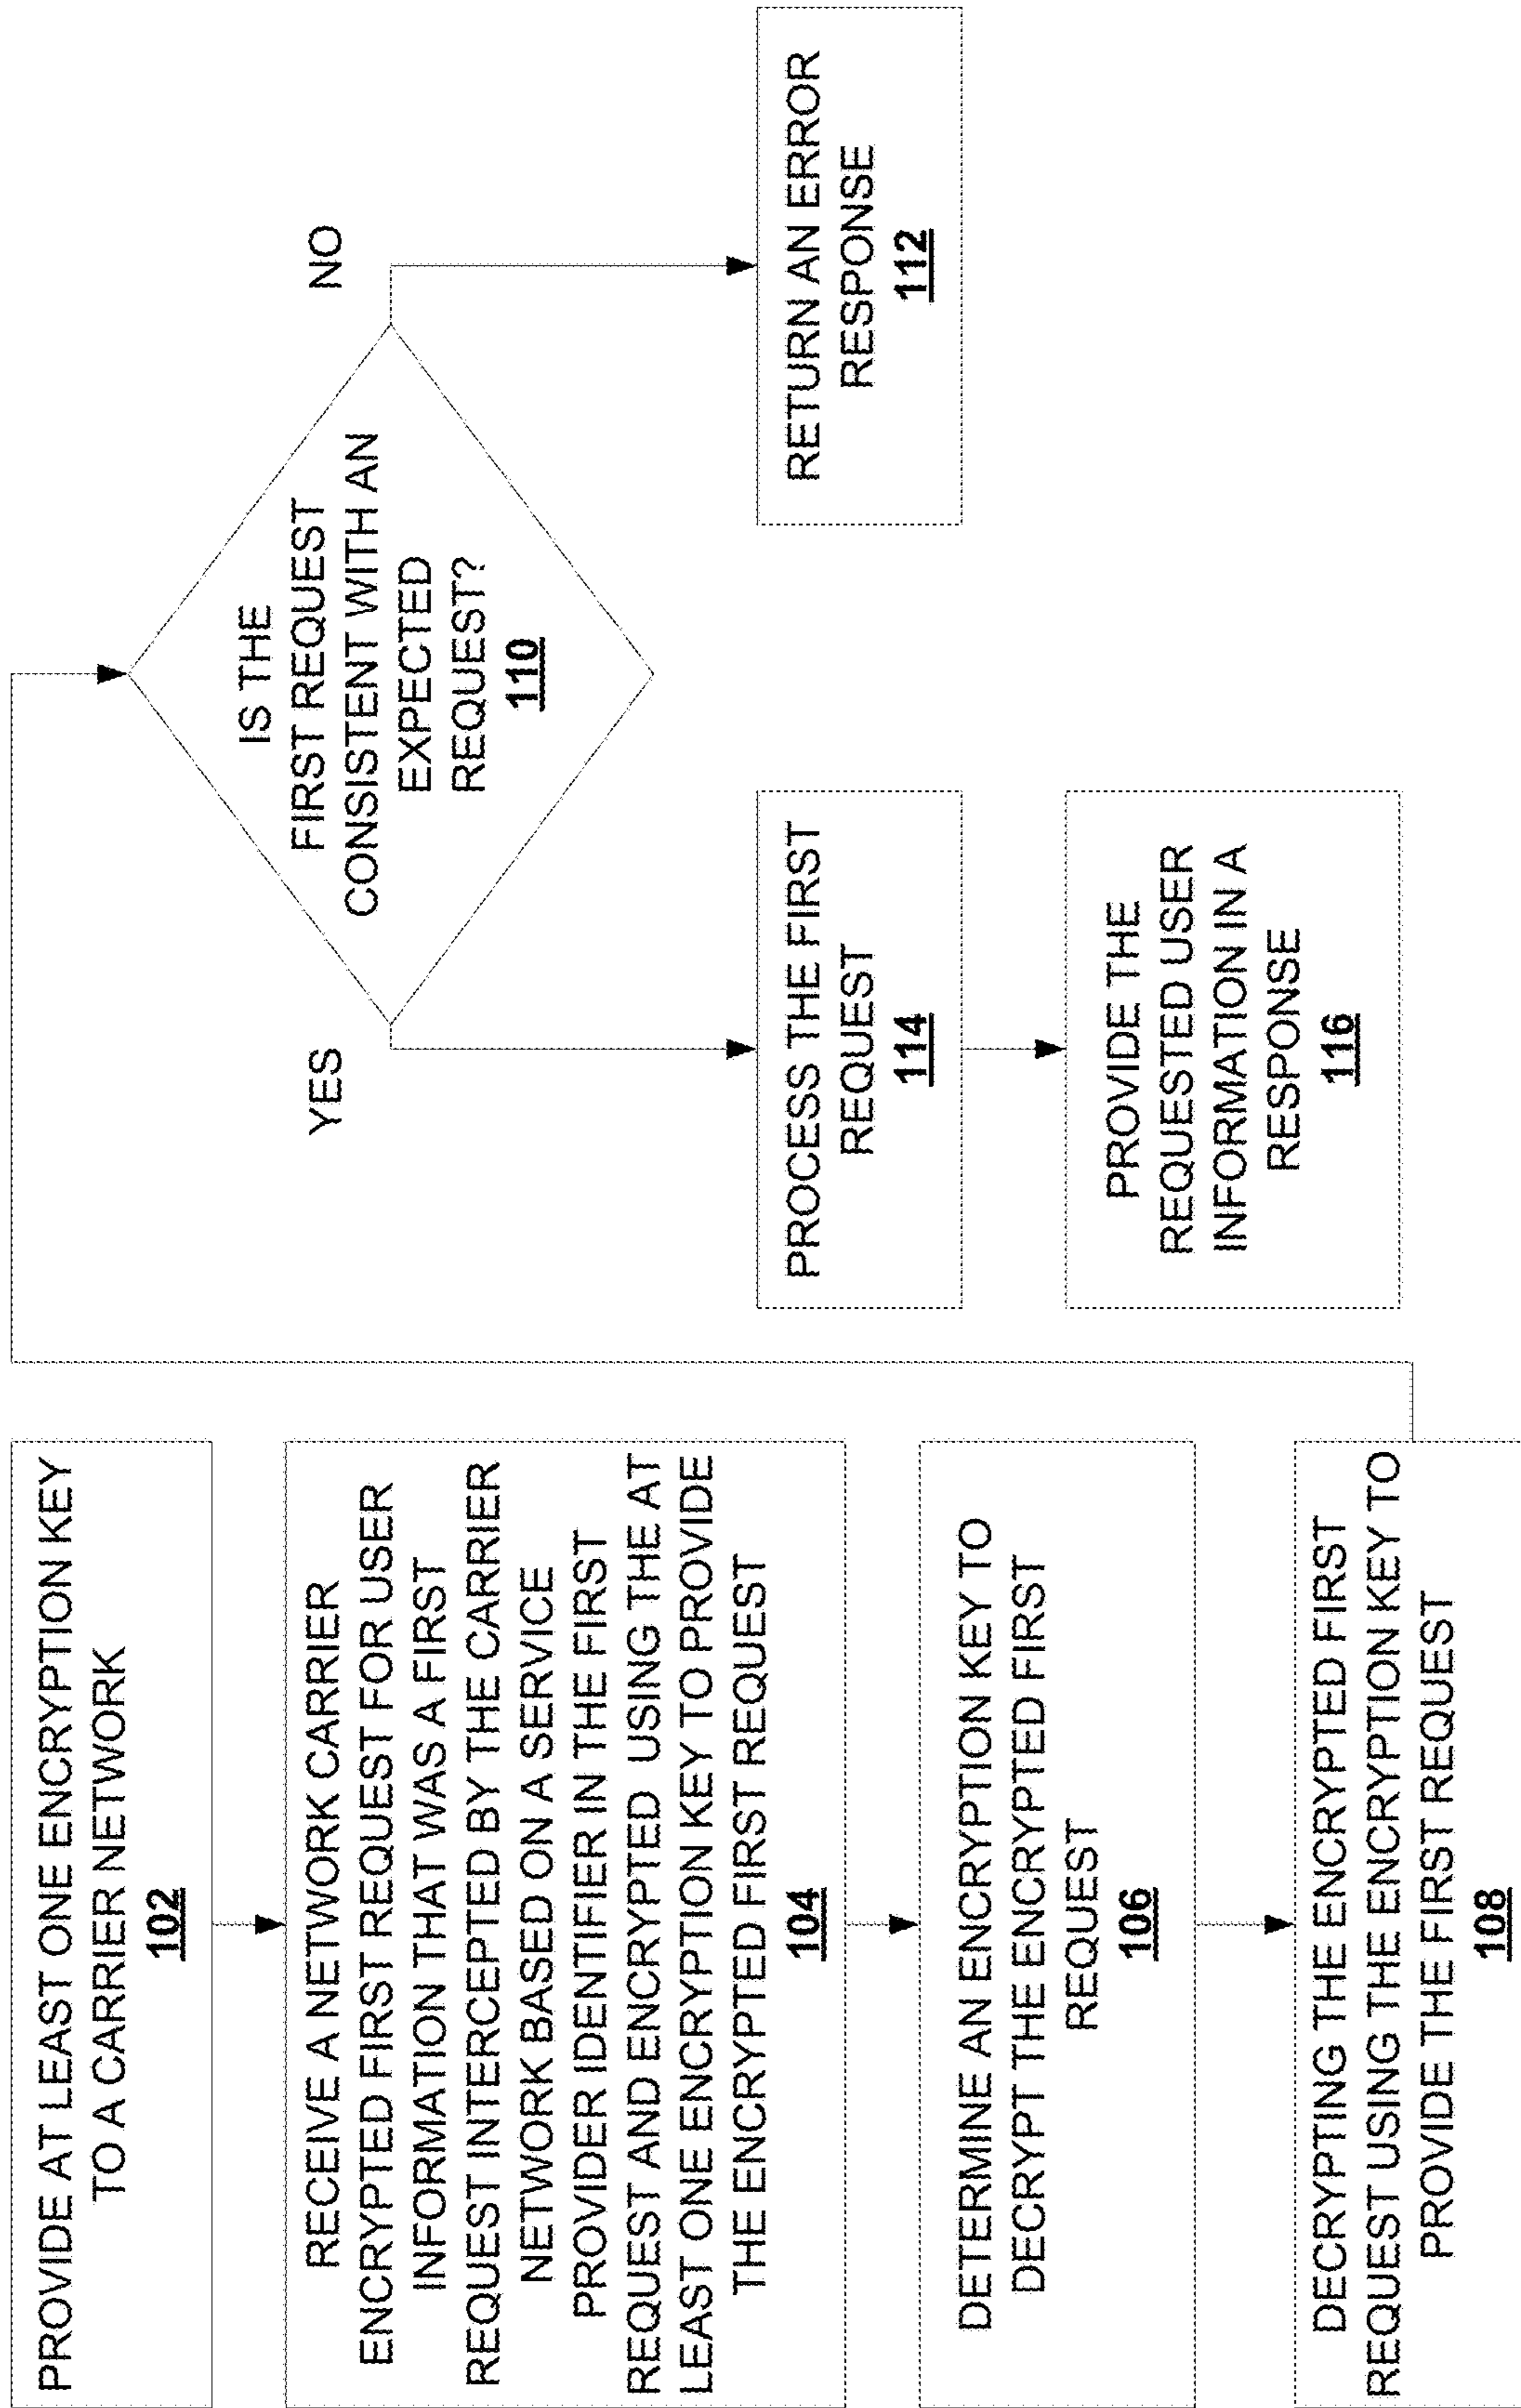 PROVIDE AT LEAST ONE ENCRYPTION KEY
TO A CARRIER NETWORK
102
RECEIVE A NETWORK CARRIER
ENCRYPTED FIRST REQUEST FOR USER
INFORMATION THAT WAS A FIRST
REQUEST INTERCEPTED BY THE CARRIER
NETWORK BASED ON A SERVICE
PROVIDER IDENTIFIER IN THE FIRST
REQUEST AND ENCRYPTED USING THE AT
LEAST ONE ENCRYPTION KEY TO PROVIDE
THE ENCRYPTED FIRST REQUEST
104
DETERMINE AN ENCRYPTION KEY TO
DECRYPT THE ENCRYPTED FIRST
REQUEST
106
DECRYPTING THE ENCRYPTED FIRST
REQUEST USING THE ENCRYPTION KEY TO
PROVIDE THE FIRST REQUEST
108
IS THE
FIRST REQUEST
CONSISTENT WITH AN
EXPECTED
REQUEST?
110
YES
NO
PROCESS THE FIRST
REQUEST
114
PROVIDE THE
REQUESTED USER
INFORMATION IN A
RESPONSE
116
RETURN AN ERROR
RESPONSE
112